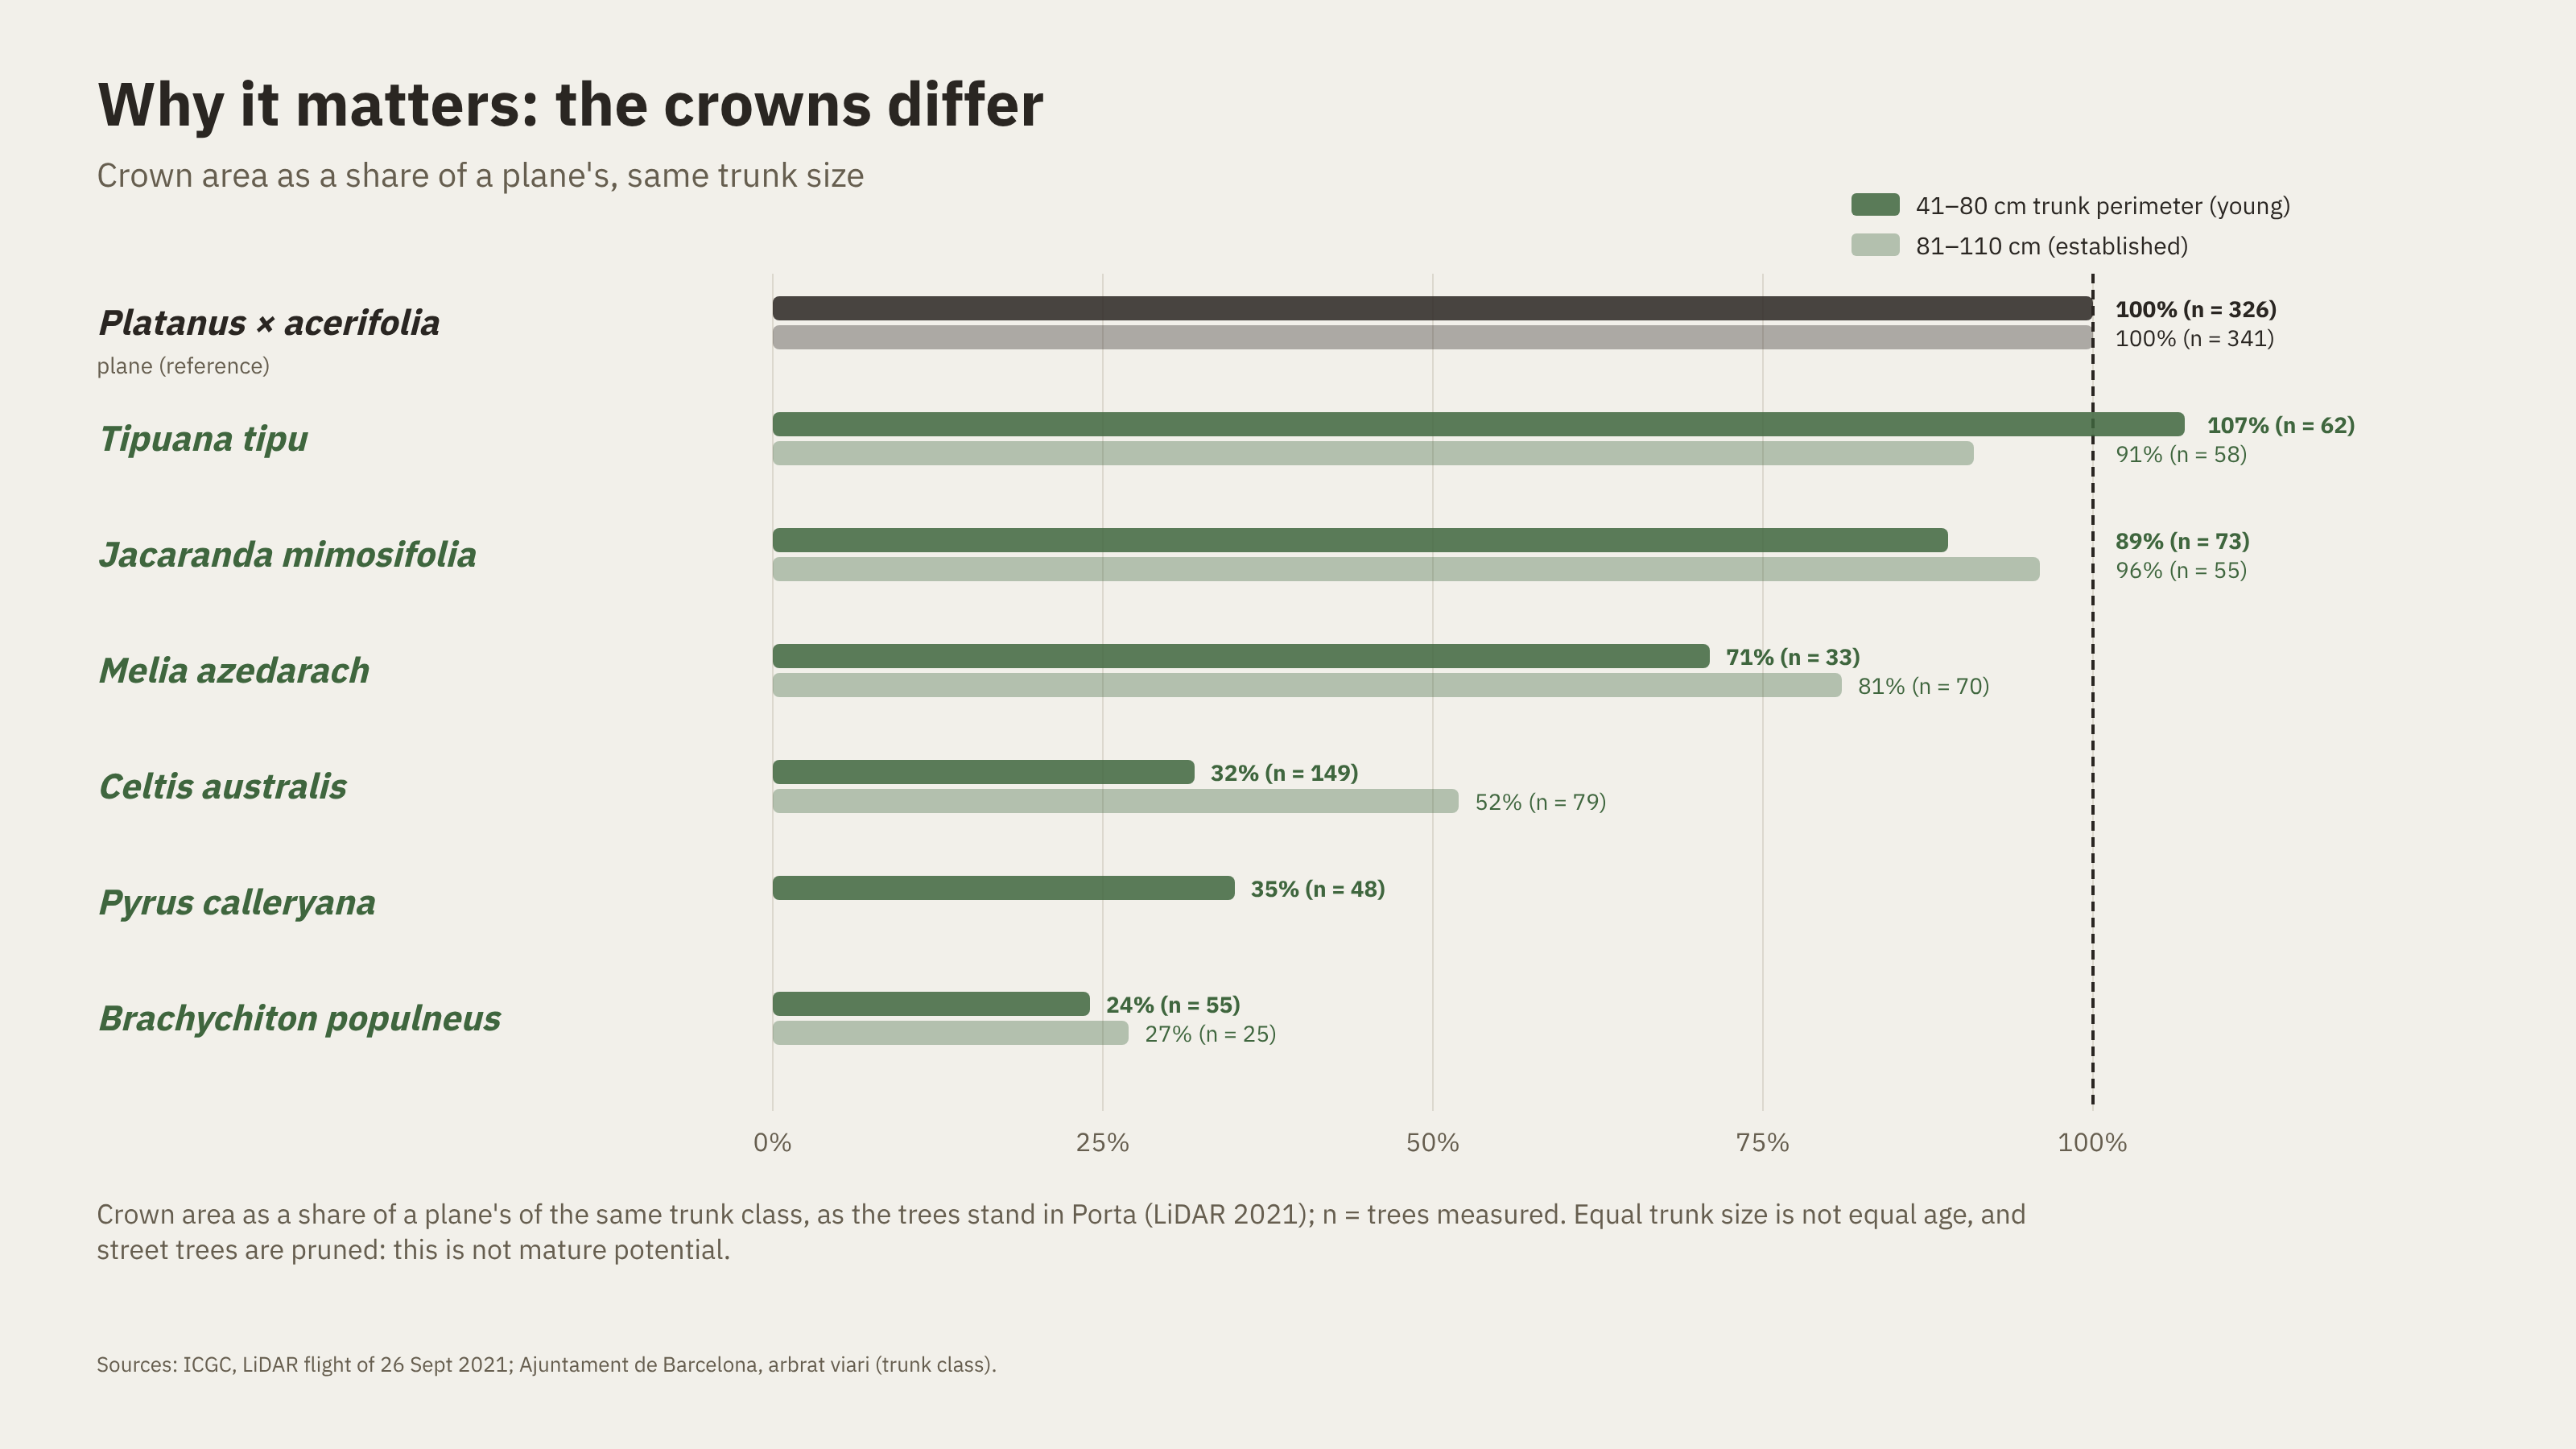 Why it matters: the crowns differ
Crown area as a share of a plane's, same trunk size
41–80 cm trunk perimeter (young)
81–110 cm (established)
Platanus × acerifolia
plane (reference)
100% (n = 326)
100% (n = 341)
Tipuana tipu
107% (n = 62)
91% (n = 58)
Jacaranda mimosifolia
89% (n = 73)
96% (n = 55)
Melia azedarach
71% (n = 33)
81% (n = 70)
Celtis australis
32% (n = 149)
52% (n = 79)
Pyrus calleryana
35% (n = 48)
Brachychiton populneus
24% (n = 55)
27% (n = 25)
0% 25% 50% 75% 100%
Crown area as a share of a plane's of the same trunk class, as the trees stand in Porta (LiDAR 2021); n = trees measured. Equal trunk size is not equal age, and
street trees are pruned: this is not mature potential.
Sources: ICGC, LiDAR flight of 26 Sept 2021; Ajuntament de Barcelona, arbrat viari (trunk class).